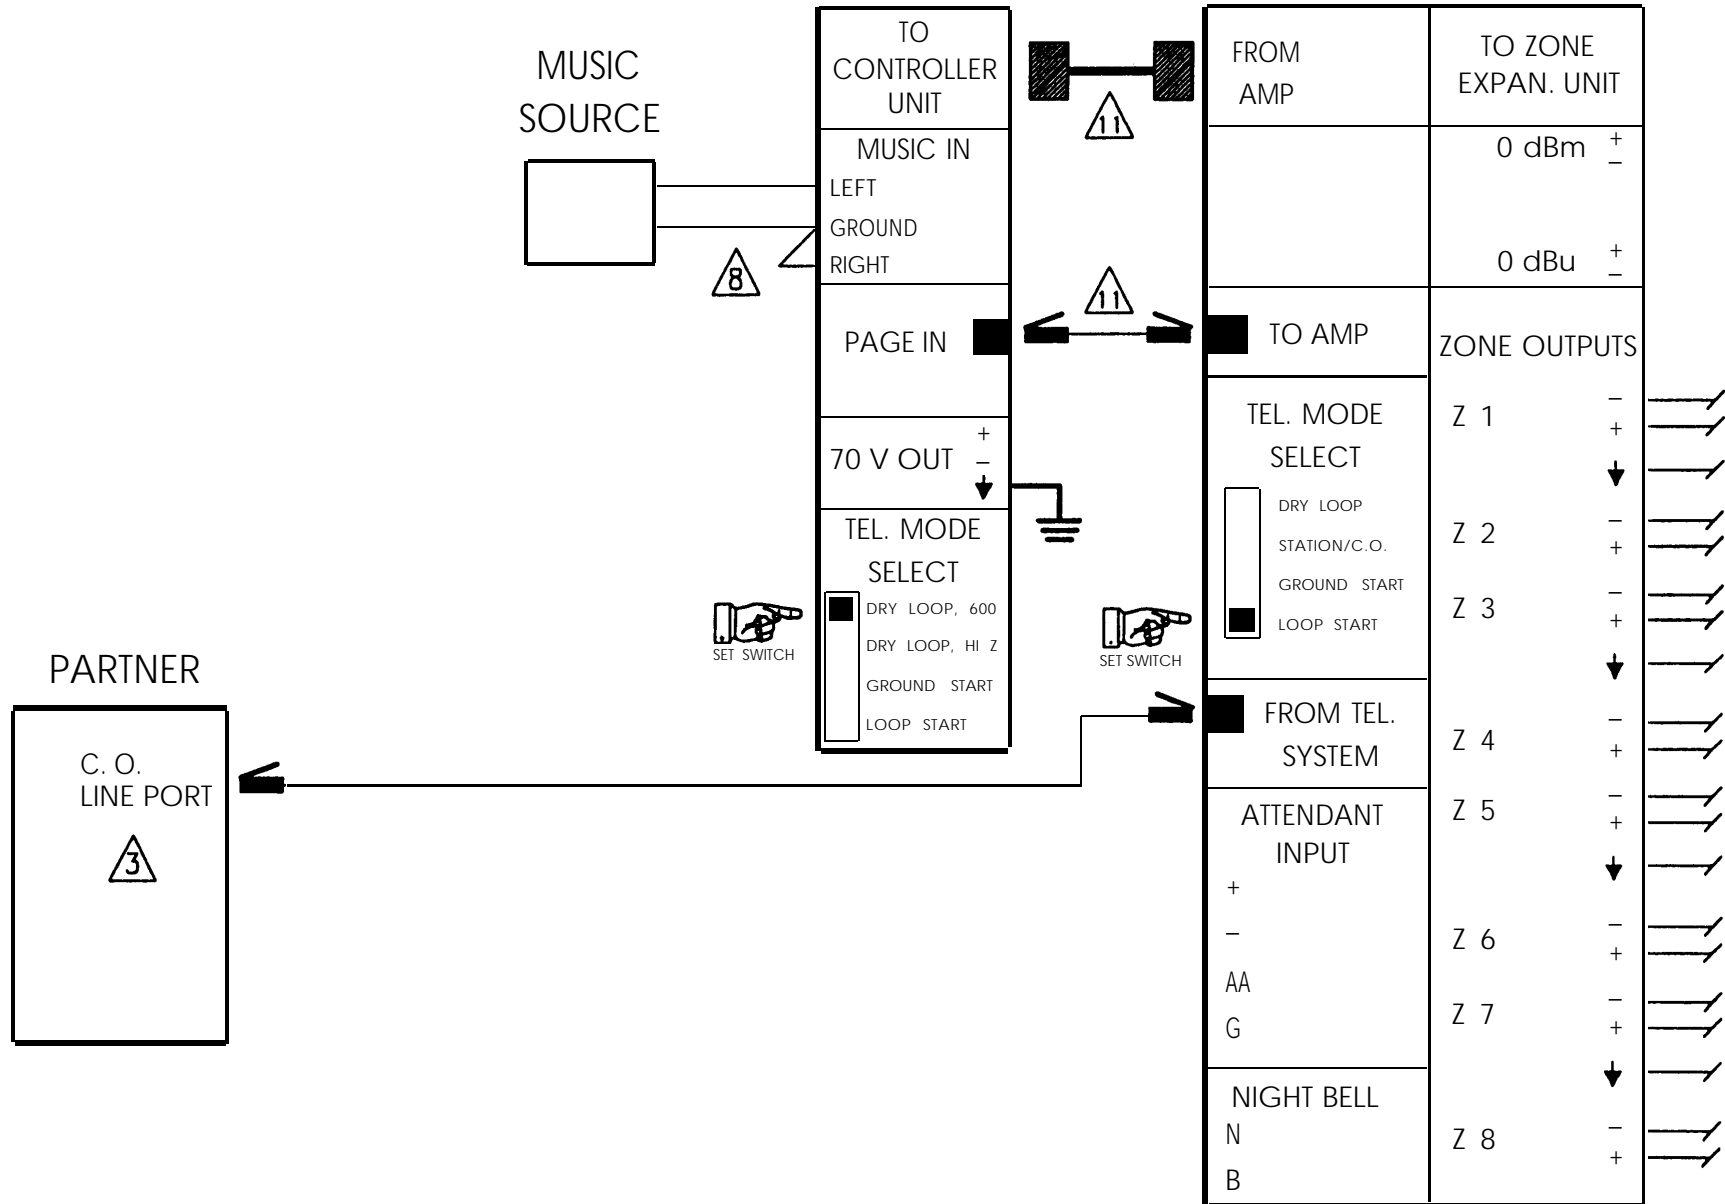 MUSIC
SOURCE
8
PARTNER
C. O.
LINE PORT
3
TO
CONTROLLER
UNIT
MUSIC IN
LEFT
GROUND
RIGHT
PAGE IN
70 V OUT
+
–
TEL. MODE
SELECT
DRY LOOP, 600
DRY LOOP, HI Z
GROUND START
LOOP START
SET SWITCH
11
11
SET SWITCH
FROM
AMP
TO AMP
TEL. MODE
SELECT
DRY LOOP
STATION/C.O.
GROUND START
LOOP START
FROM TEL.
SYSTEM
ATTENDANT
INPUT
+
–
AA
G
NIGHT BELL
N
B
TO ZONE
EXPAN. UNIT
0 dBm +
–
0 dBu +
–
ZONE OUTPUTS
Z 1 –
+
Z 2 –
+
Z 3 –
+
Z 4 –
+
Z 5 –
+
Z 6 –
+
Z 7 –
+
Z 8 –
+